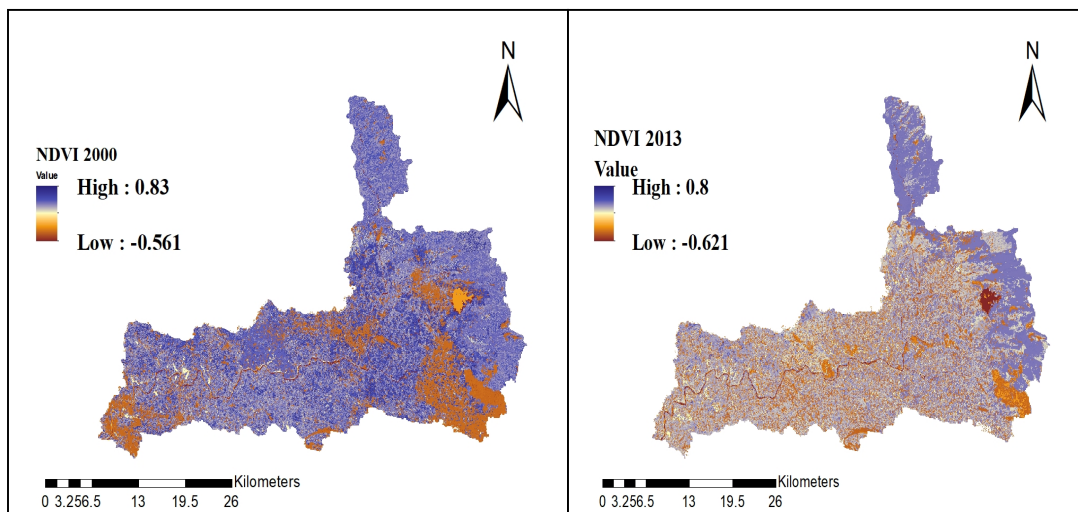 N
NDVI 2000
Value
High : 0.83
Low : -0.561
Kilometers
0 3.256.5 13 19.5 26
N
NDVI 2013
Value
High : 0.8
Low : -0.621
Kilometers
0 3.256.5 13 19.5 26